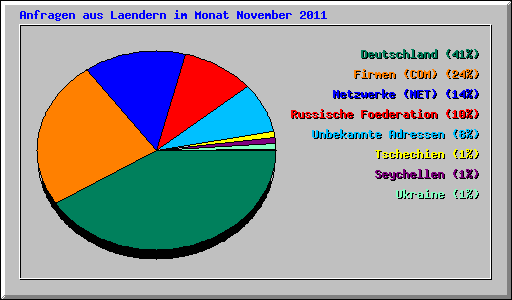 Anfragen aus Laendern im Monat November 2011
Deutschland (41%)
Firmen (COM) (24%)
Netzwerke (NET) (14%)
Russische Foederation (10%)
Unbekannte Adressen (8%)
Tschechien (1%)
Seychellen (1%)
Ukraine (1%)